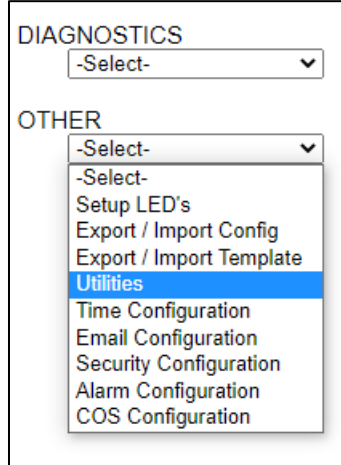 DIAGNOSTICS
-Select-
OTHER
-Select-
-Select-
Setup LED's
Export / Import Config
Export / Import Template
Utilities
Time Configuration
Email Configuration
Security Configuration
Alarm Configuration
COS Configuration